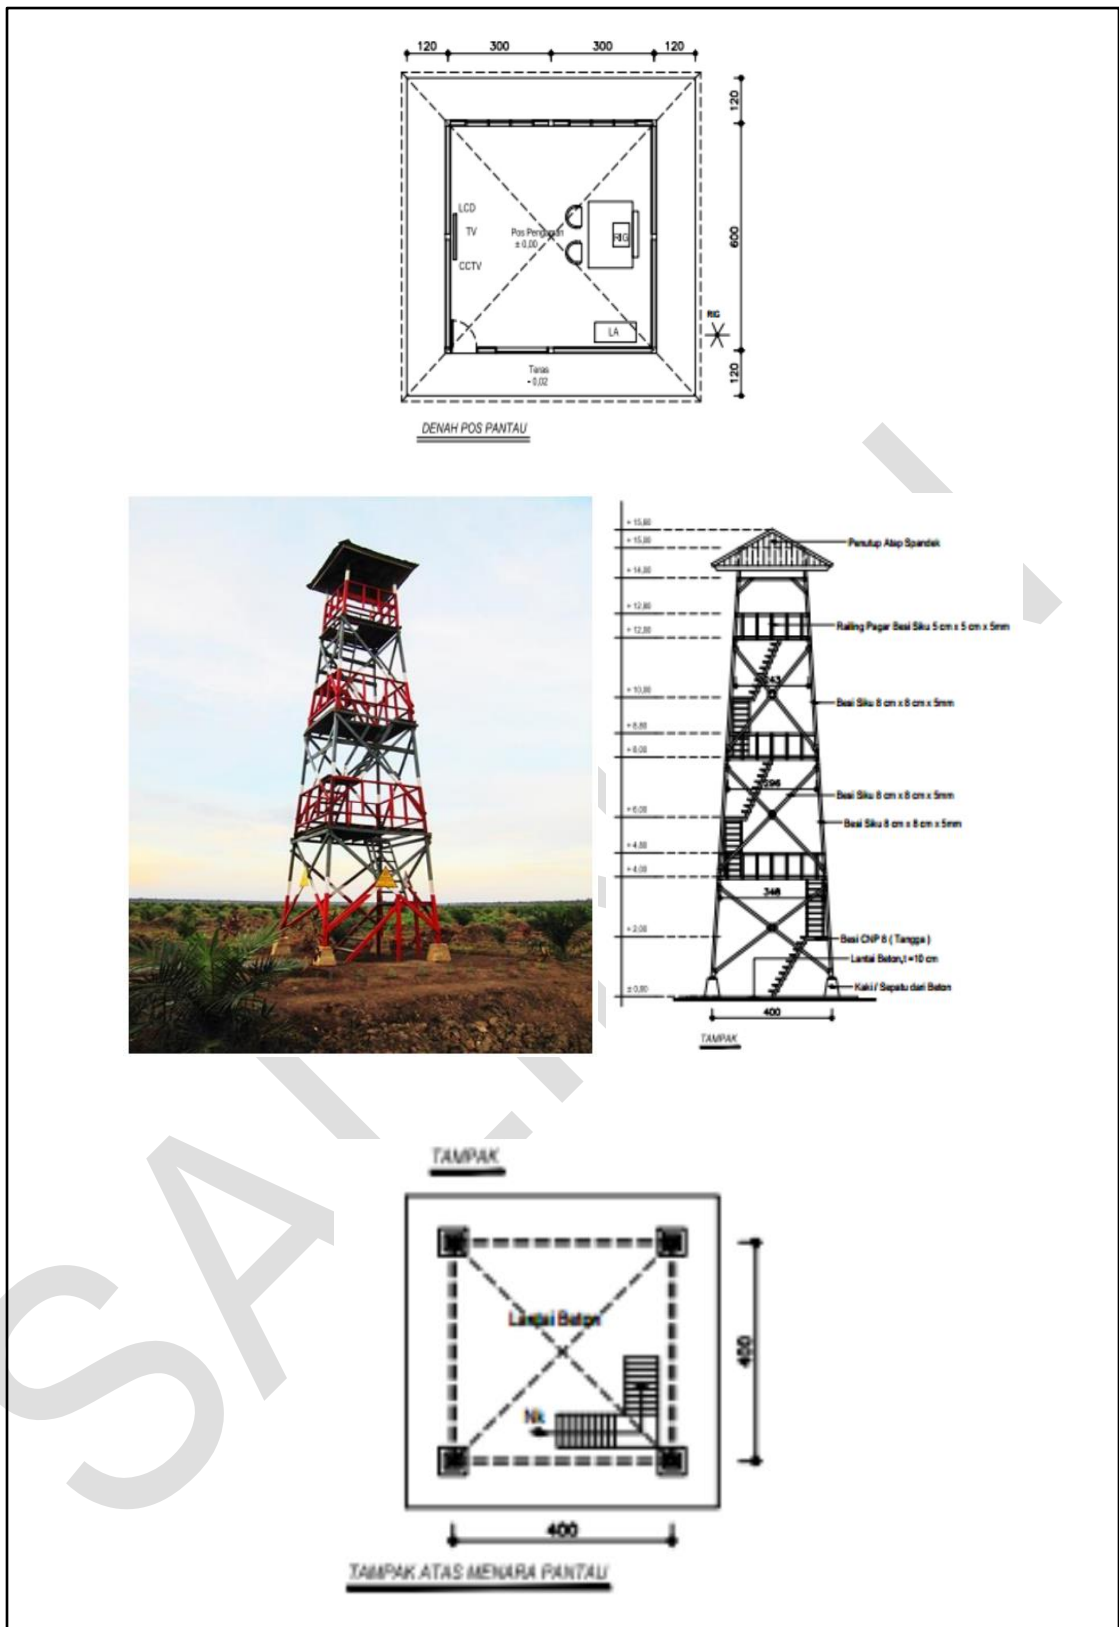 120 300 300 120
120
600
120
LCD
TV
CCTV
Pos Pengawan
± 0,00
RIG
LA
RIG
Teras
- 0,02
DENAH POS PANTAU
+ 15,60
+ 15,00
+ 14,00
+ 12,80
+ 12,00
+ 10,00
+ 8,80
+ 8,00
+ 6,00
+ 4,80
+ 4,00
+ 2,00
± 0,00
Penutup Atap Spandek
Railing Pagar Besi Siku 5 cm x 5 cm x 5mm
243
Besi Siku 8 cm x 8 cm x 5mm
296
Besi Siku 8 cm x 8 cm x 5mm
Besi Siku 8 cm x 8 cm x 5mm
348
Besi CNP 8 ( Tangga )
Lantai Beton,t =10 cm
Kaki / Sepatu dari Beton
400
TAMPAK
TAMPAK
Lantai Beton
Nk
400
400
TAMPAK ATAS MENARA PANTAU